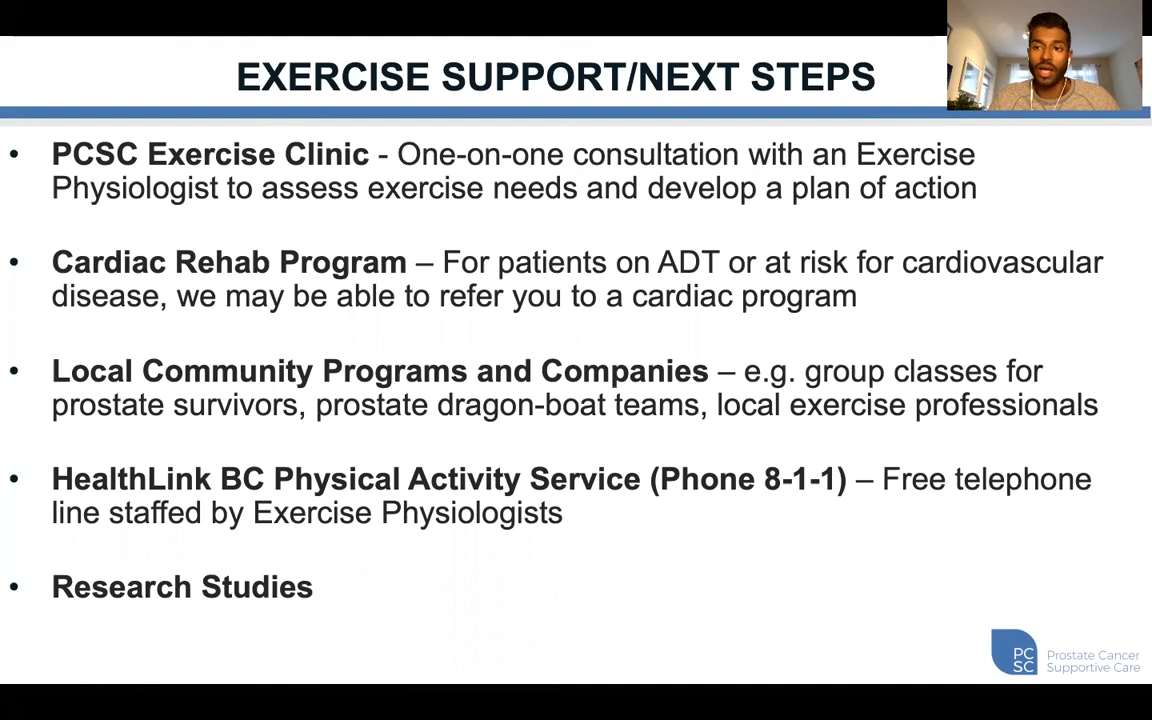 EXERCISE SUPPORT/NEXT STEPS
• PCSC Exercise Clinic - One-on-one consultation with an Exercise
Physiologist to assess exercise needs and develop a plan of action
• Cardiac Rehab Program – For patients on ADT or at risk for cardiovascular
disease, we may be able to refer you to a cardiac program
• Local Community Programs and Companies – e.g. group classes for
prostate survivors, prostate dragon-boat teams, local exercise professionals
• HealthLink BC Physical Activity Service (Phone 8-1-1) – Free telephone
line staffed by Exercise Physiologists
• Research Studies
PC
SC
Prostate Cancer
Supportive Care